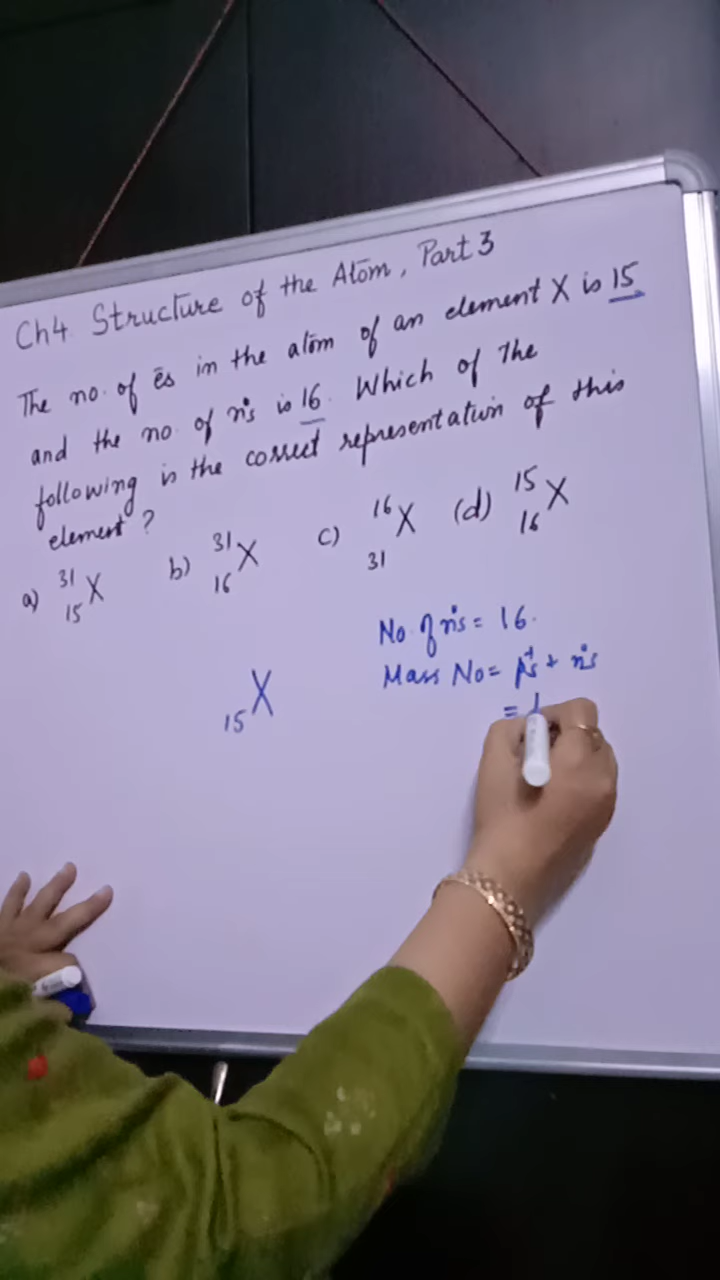 Ch4 Structure of the Atom, Part 3
The no. of ēs in the atom of an element X is 15
and the no. of n°s is 16. Which of the
following is the correct representation of this
element?
a) 31 15 X b) 31 16 X c) 16 31 X (d) 15 16 X
No. of n°s = 16.
Mass No = p⁺s + n°s
=
15 X